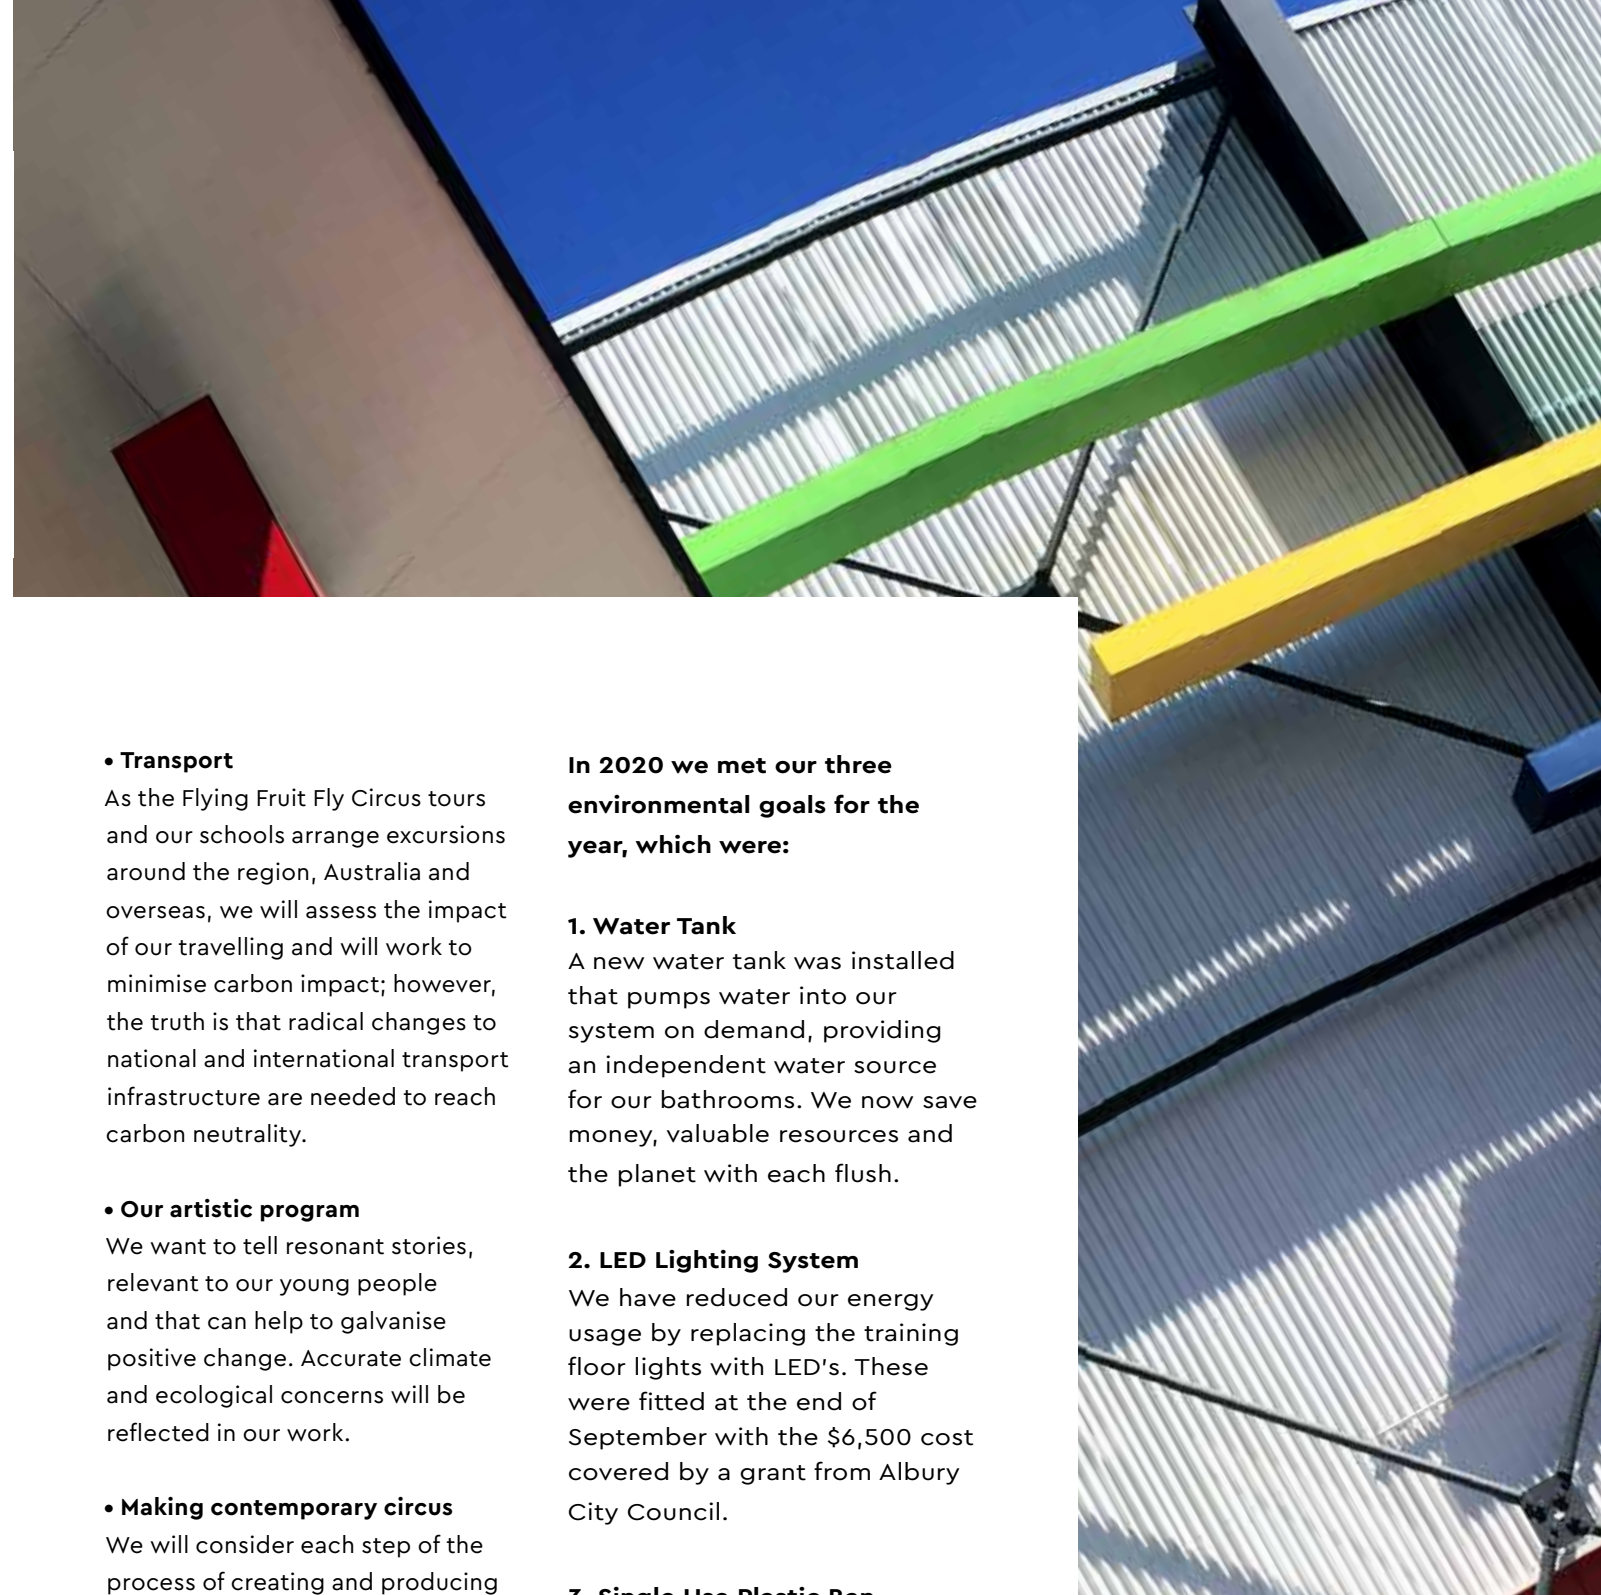 • Transport
As the Flying Fruit Fly Circus tours
and our schools arrange excursions
around the region, Australia and
overseas, we will assess the impact
of our travelling and will work to
minimise carbon impact; however,
the truth is that radical changes to
national and international transport
infrastructure are needed to reach
carbon neutrality.
• Our artistic program
We want to tell resonant stories,
relevant to our young people
and that can help to galvanise
positive change. Accurate climate
and ecological concerns will be
reflected in our work.
• Making contemporary circus
We will consider each step of the
process of creating and producing
In 2020 we met our three
environmental goals for the
year, which were:
1. Water Tank
A new water tank was installed
that pumps water into our
system on demand, providing
an independent water source
for our bathrooms. We now save
money, valuable resources and
the planet with each flush.
2. LED Lighting System
We have reduced our energy
usage by replacing the training
floor lights with LED's. These
were fitted at the end of
September with the $6,500 cost
covered by a grant from Albury
City Council.
3. Single Use Plastic Ban